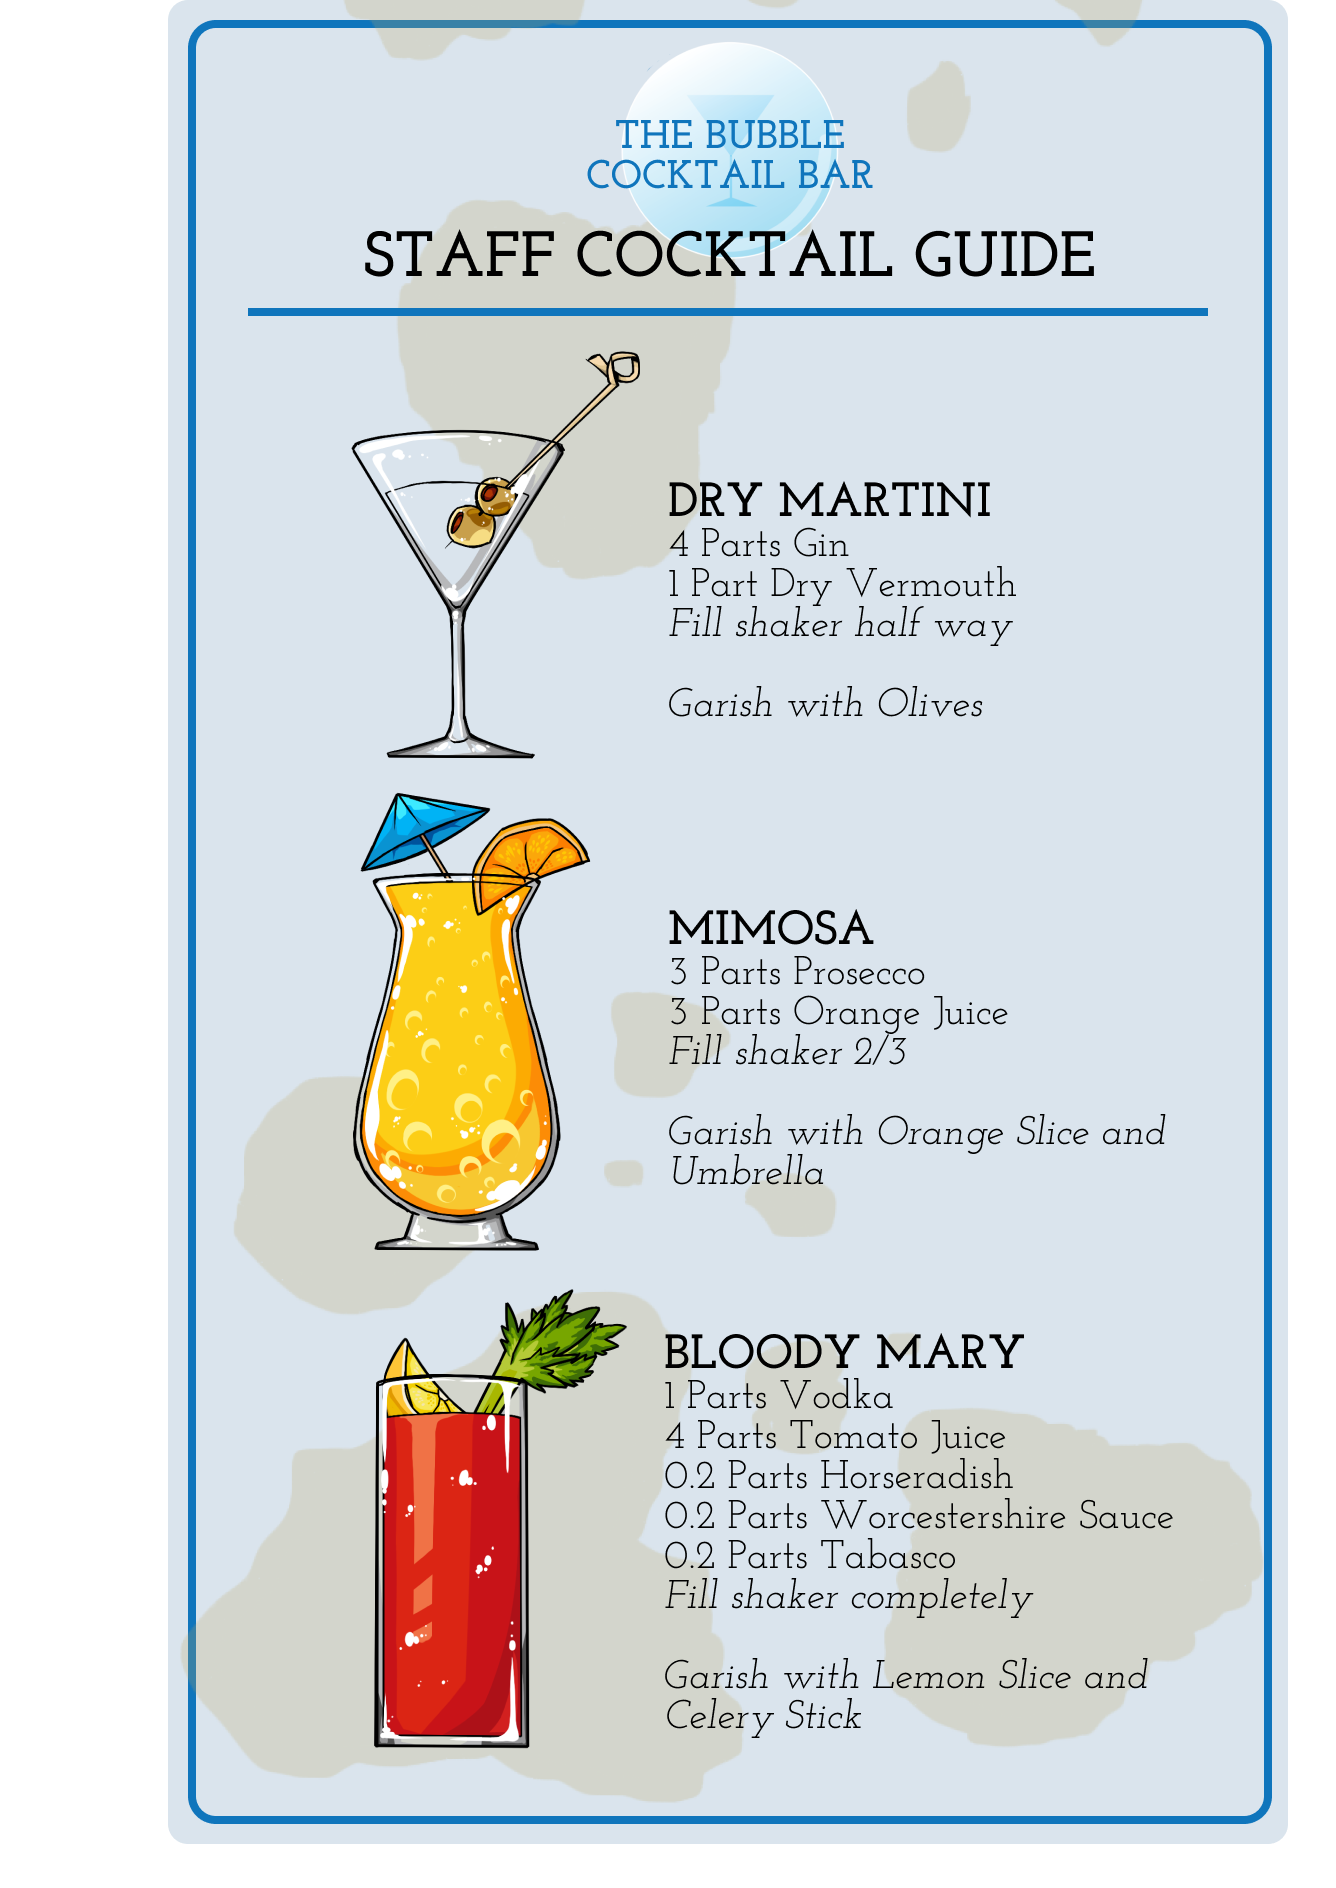 THE BUBBLE
COCKTAIL BAR
STAFF COCKTAIL GUIDE
DRY MARTINI
4 Parts Gin
1 Part Dry Vermouth
Fill shaker half way
Garish with Olives
MIMOSA
3 Parts Prosecco
3 Parts Orange Juice
Fill shaker 2/3
Garish with Orange Slice and
Umbrella
BLOODY MARY
1 Parts Vodka
4 Parts Tomato Juice
0.2 Parts Horseradish
0.2 Parts Worcestershire Sauce
0.2 Parts Tabasco
Fill shaker completely
Garish with Lemon Slice and
Celery Stick